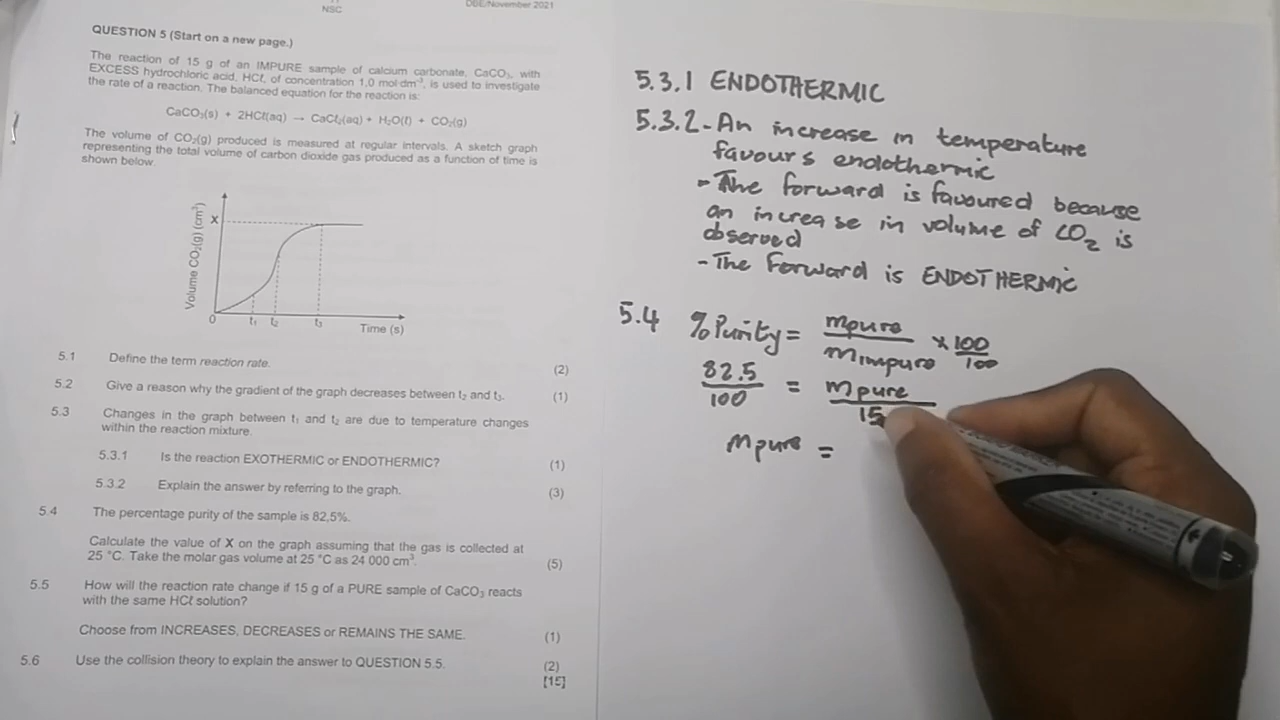 NSC
DBE/November 2021
QUESTION 5 (Start on a new page.)
The reaction of 15 g of an IMPURE sample of calcium carbonate, CaCO₃, with
EXCESS hydrochloric acid, HCℓ, of concentration 1,0 mol·dm⁻³, is used to investigate
the rate of a reaction. The balanced equation for the reaction is:
CaCO₃(s) + 2HCℓ(aq) → CaCℓ₂(aq) + H₂O(ℓ) + CO₂(g)
The volume of CO₂(g) produced is measured at regular intervals. A sketch graph
representing the total volume of carbon dioxide gas produced as a function of time is
shown below.
Volume CO₂(g) (cm³)
X
0
t₁
t₂
t₃
Time (s)
5.1 Define the term reaction rate. (2)
5.2 Give a reason why the gradient of the graph decreases between t₂ and t₃. (1)
5.3 Changes in the graph between t₁ and t₂ are due to temperature changes
within the reaction mixture.
5.3.1 Is the reaction EXOTHERMIC or ENDOTHERMIC? (1)
5.3.2 Explain the answer by referring to the graph. (3)
5.4 The percentage purity of the sample is 82,5%.
Calculate the value of X on the graph assuming that the gas is collected at
25 °C. Take the molar gas volume at 25 °C as 24 000 cm³. (5)
5.5 How will the reaction rate change if 15 g of a PURE sample of CaCO₃ reacts
with the same HCℓ solution?
Choose from INCREASES, DECREASES or REMAINS THE SAME. (1)
5.6 Use the collision theory to explain the answer to QUESTION 5.5. (2)
[15]
5.3.1 ENDOTHERMIC
5.3.2 - An increase in temperature
favours endothermic
- The forward is favoured because
an increase in volume of CO₂ is
observed
- The forward is ENDOTHERMIC
5.4 % Purity = mpure / mimpure × 100/100
82.5/100 = mpure / 15
mpure =